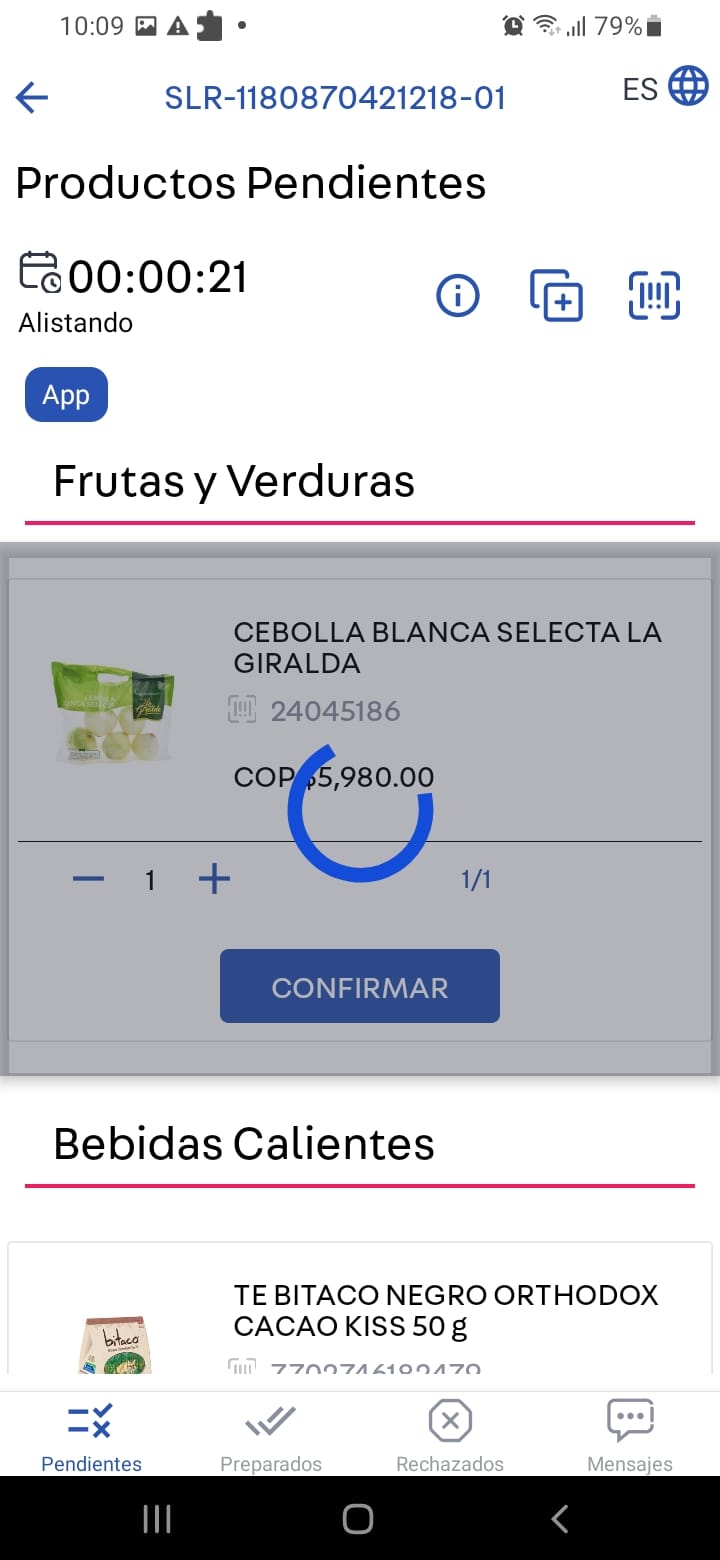 10:09
79%
SLR-1180870421218-01
ES
Productos Pendientes
00:00:21
Alistando
App
Frutas y Verduras
CEBOLLA BLANCA SELECTA LA
GIRALDA
24045186
COP $5,980.00
1
1/1
CONFIRMAR
Bebidas Calientes
TE BITACO NEGRO ORTHODOX
CACAO KISS 50 g
bitaco
7702746182479
Pendientes
Preparados
Rechazados
Mensajes